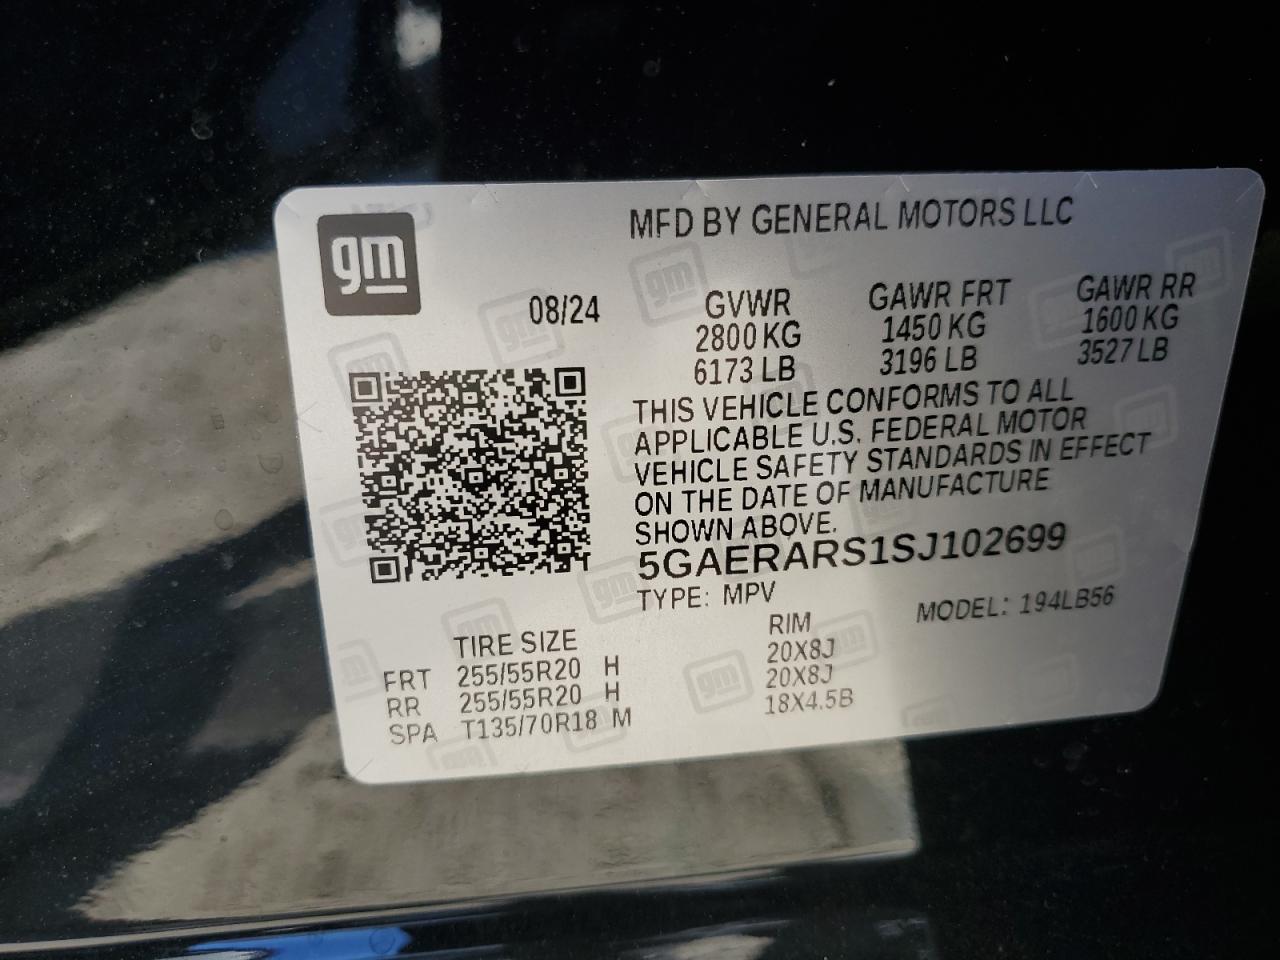 gm
MFD BY GENERAL MOTORS LLC
08/24
GVWR
2800 KG
6173 LB
GAWR FRT
1450 KG
3196 LB
GAWR RR
1600 KG
3527 LB
THIS VEHICLE CONFORMS TO ALL
APPLICABLE U.S. FEDERAL MOTOR
VEHICLE SAFETY STANDARDS IN EFFECT
ON THE DATE OF MANUFACTURE
SHOWN ABOVE.
5GAERARS1SJ102699
TYPE: MPV MODEL: 194LB56
TIRE SIZE RIM
FRT 255/55R20 H 20X8J
RR 255/55R20 H 20X8J
SPA T135/70R18 M 18X4.5B